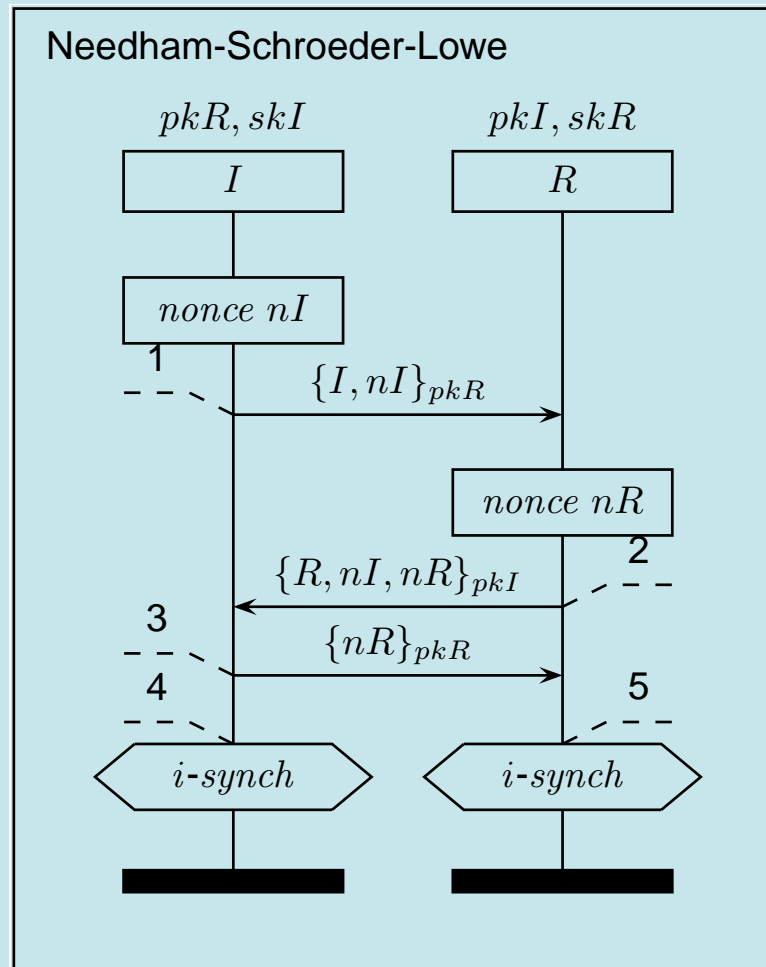 Needham-Schroeder-Lowe
pkR, skI pkI, skR
I R
nonce nI
1
{I, nI}pkR
nonce nR
2
{R, nI, nR}pkI
3
{nR}pkR
4 5
i-synch i-synch